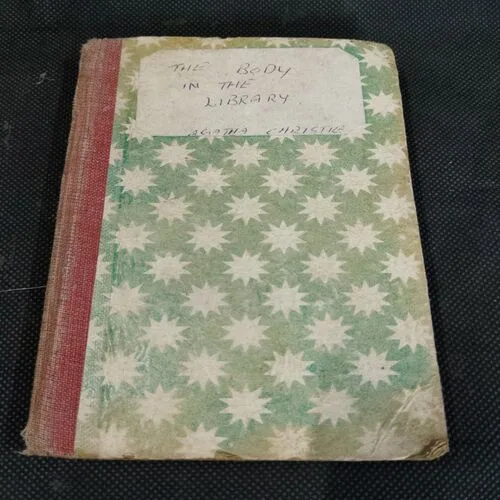 THE BODY
IN THE
LIBRARY.
AGATHA CHRISTIE